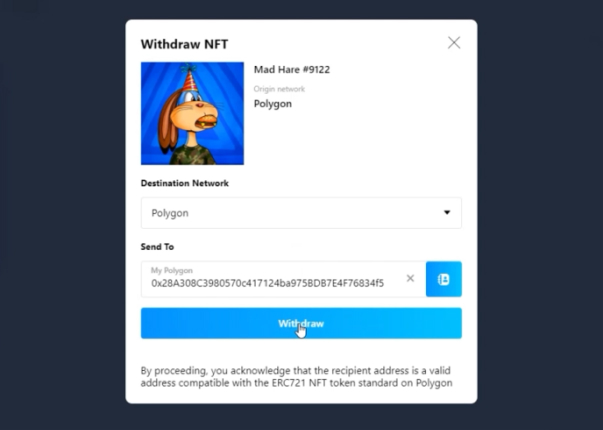 Withdraw NFT
Mad Hare #9122
Origin network
Polygon
Destination Network
Polygon
Send To
My Polygon
0x28A308C3980570c417124ba975BDB7E4F76834f5
Withdraw
By proceeding, you acknowledge that the recipient address is a valid
address compatible with the ERC721 NFT token standard on Polygon